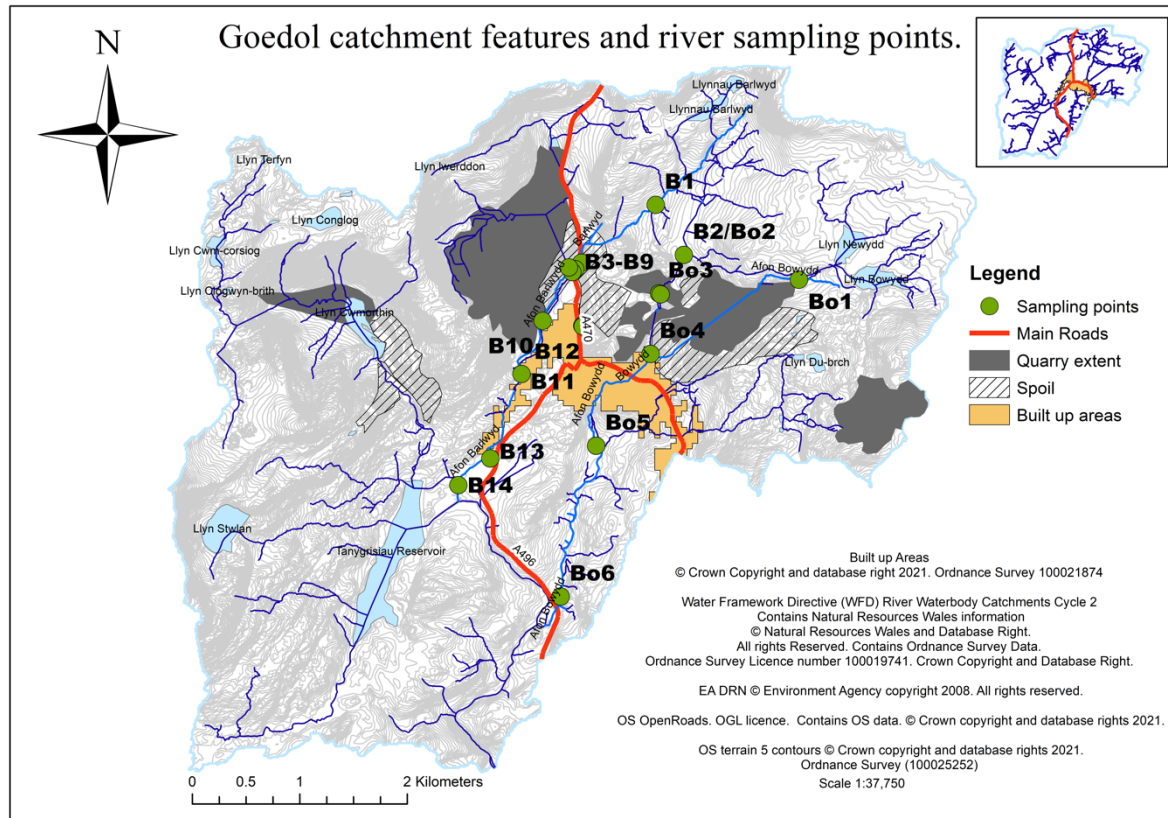 Goedol catchment features and river sampling points.
N
Llynnau Barlwyd
Llynnau Barlwyd
Llyn Terfyn
Llyn Iwerddon
B1
Llyn Conglog
Barlwyd
B2/Bo2
Llyn Newydd
Llyn Cwm-corsiog
B3-B9
Afon Bowydd
Llyn Bowydd
Bo3
Bo1
Llyn Clogwyn-brith
Llyn Cwmorthin
Afon Barlwydd
A470
Bo4
B10
B12
Llyn Du-brch
B11
Bowydd
Afon Bowydd
Bo5
Afon Barlwyd
B13
B14
Llyn Stwlan
Tanygrisiau Reservoir
A496
Bo6
Afon Bowydd
Legend
Sampling points
Main Roads
Quarry extent
Spoil
Built up areas
Built up Areas
© Crown Copyright and database right 2021. Ordnance Survey 100021874
Water Framework Directive (WFD) River Waterbody Catchments Cycle 2
Contains Natural Resources Wales information
© Natural Resources Wales and Database Right.
All rights Reserved. Contains Ordnance Survey Data.
Ordnance Survey Licence number 100019741. Crown Copyright and Database Right.
EA DRN © Environment Agency copyright 2008. All rights reserved.
OS OpenRoads. OGL licence. Contains OS data. © Crown copyright and database rights 2021.
OS terrain 5 contours © Crown copyright and database rights 2021.
Ordnance Survey (100025252)
Scale 1:37,750
0 0.5 1 2 Kilometers